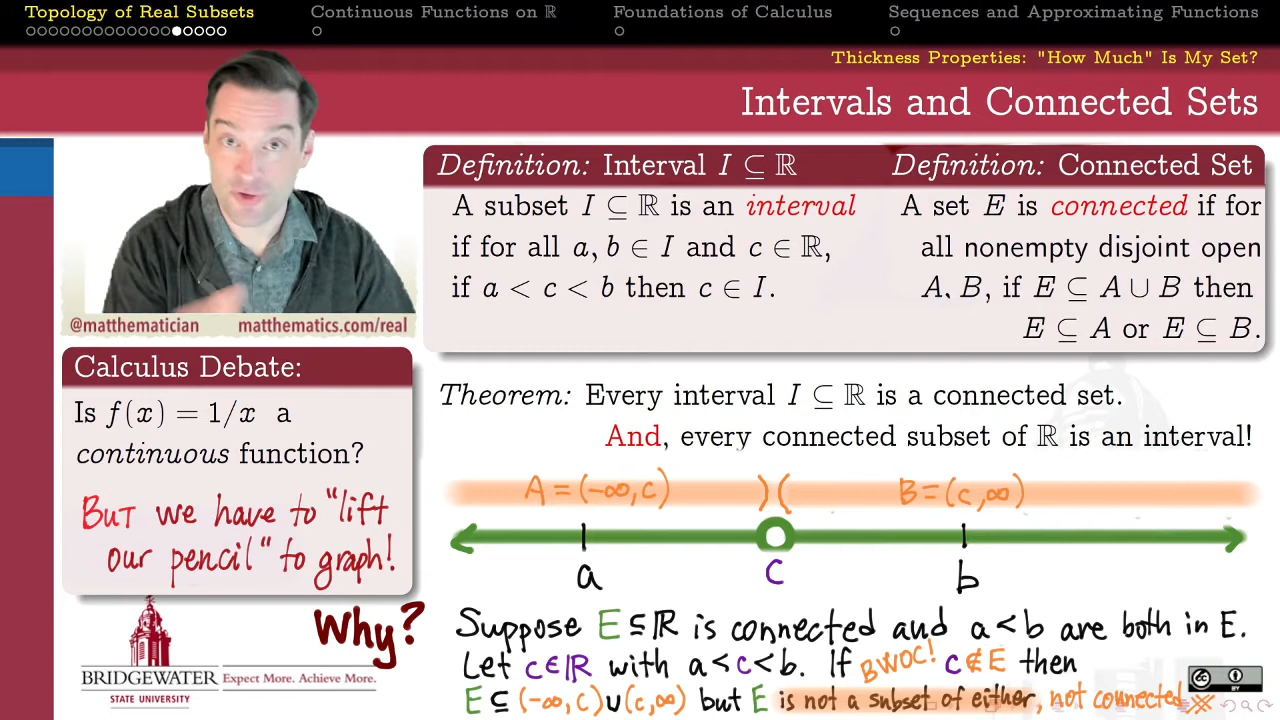 Topology of Real Subsets
Continuous Functions on ℝ
Foundations of Calculus
Sequences and Approximating Functions
Thickness Properties: "How Much" Is My Set?
Intervals and Connected Sets
@matthematician matthematics.com/real
Definition: Interval I ⊆ ℝ
A subset I ⊆ ℝ is an interval
if for all a, b ∈ I and c ∈ ℝ,
if a < c < b then c ∈ I.
Definition: Connected Set
A set E is connected if for
all nonempty disjoint open
A, B, if E ⊆ A ∪ B then
E ⊆ A or E ⊆ B.
Calculus Debate:
Is f(x) = 1/x a
continuous function?
But we have to "lift
our pencil" to graph!
Why?
BRIDGEWATER
STATE UNIVERSITY
Expect More. Achieve More.
Theorem: Every interval I ⊆ ℝ is a connected set.
And, every connected subset of ℝ is an interval!
A = (-∞, c) ) ( B = (c, ∞)
a c b
Suppose E ⊆ ℝ is connected and a < b are both in E.
Let c ∈ ℝ with a < c < b. If BWOC! c ∉ E then
E ⊆ (-∞, c) ∪ (c, ∞) but E is not a subset of either, not connected ※
cc BY